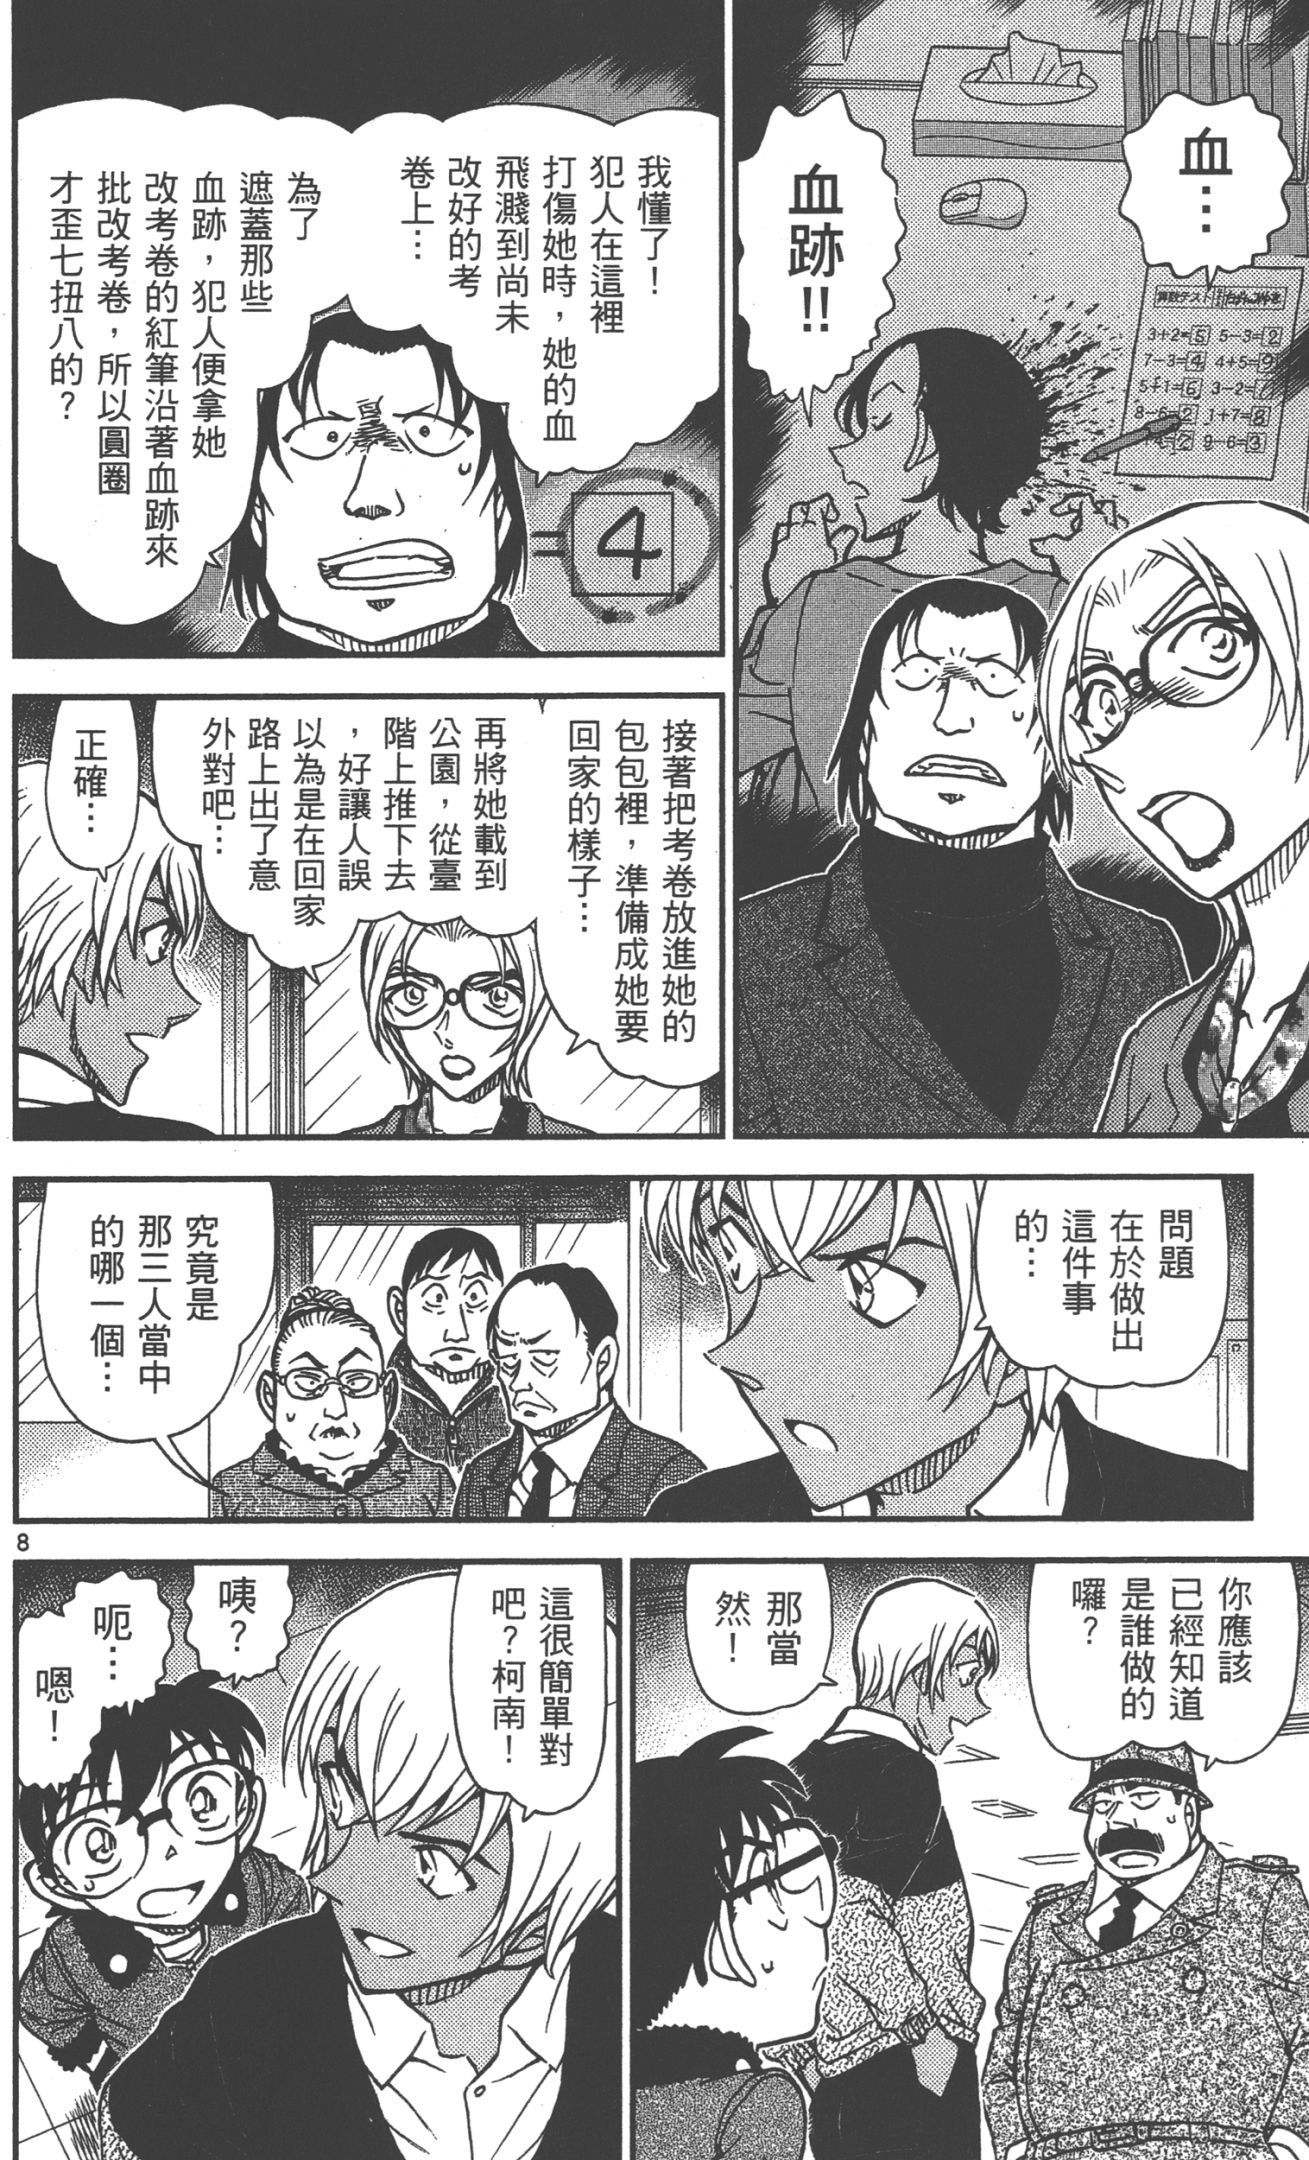 血…
血跡!!
算数テスト
3+2=5 5-3=2
7-3=4 4+5=9
5+1=6 3-2=
8-6=2 1+7=8
9-6=3
我懂了!
犯人在這裡
打傷她時,她的血
飛濺到尚未
改好的考
卷上…
為了
遮蓋那些
血跡,犯人便拿她
改考卷的紅筆沿著血跡來
批改考卷,所以圓圈
才歪七扭八的?
=4
接著把考卷放進她的
包包裡,準備成她要
回家的樣子…
再將她載到
公園,從臺
階上推下去
,好讓人誤
以為是在回家
路上出了意
外對吧…
正確…
問題
在於做出
這件事
的…
究竟是
那三人當中
的哪一個…
8
你應該
已經知道
是誰做的
囉?
那當
然!
這很簡單對
吧?柯南!
咦?
呃…
嗯!